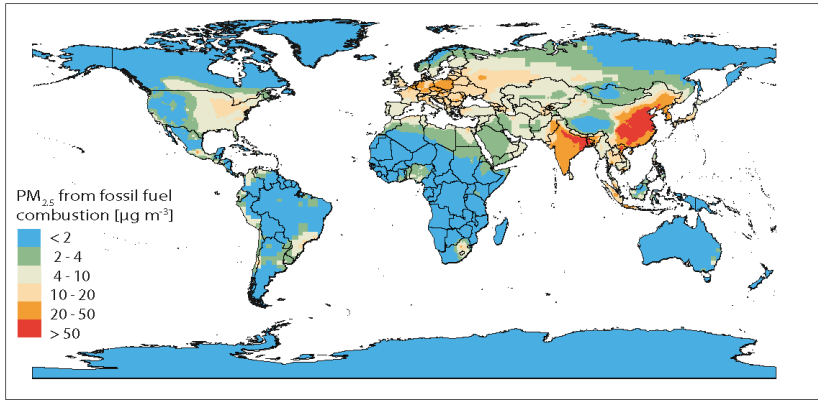 PM2.5 from fossil fuel
combustion [µg m-3]
< 2
2 - 4
4 - 10
10 - 20
20 - 50
> 50